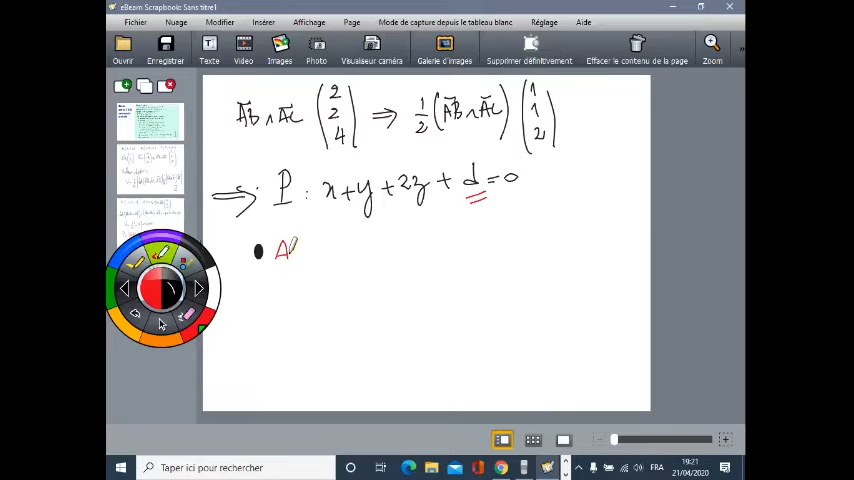 eBeam Scrapbook: Sans titre1
Fichier Nuage Modifier Insérer Affichage Page Mode de capture depuis le tableau blanc Réglage Aide
Ouvrir Enregistrer Texte Vidéo Images Photo Visualiseur caméra Galerie d'images Supprimer définitivement Effacer le contenu de la page Zoom
AB ∧ AC (2 2 4) ⇒ 1/2 (AB ∧ AC) (1 1 2)
⇒ P : x + y + 2z + d = 0
A
Taper ici pour rechercher
FRA
19:21
21/04/2020